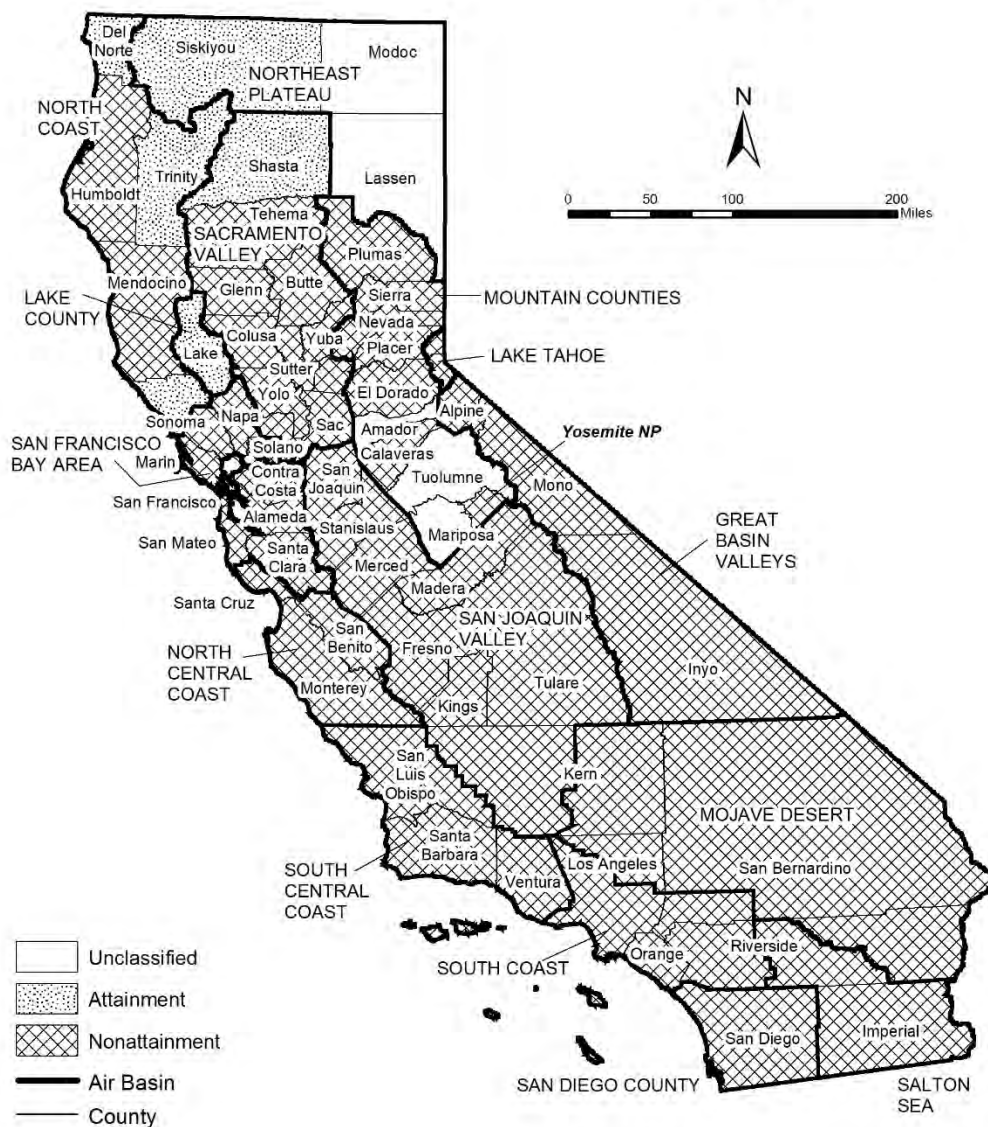 Del
Norte
Siskiyou
Modoc
NORTHEAST
PLATEAU
NORTH
COAST
N
Shasta
Trinity
Lassen
Humboldt
0 50 100 200
Miles
Tehema
SACRAMENTO
VALLEY
Plumas
Mendocino
Glenn
Butte
Sierra
MOUNTAIN COUNTIES
LAKE
COUNTY
Nevada
Colusa
Yuba
Placer
LAKE TAHOE
Lake
Sutter
Yolo
El Dorado
Alpine
Napa
Sonoma
Sac
Amador
Yosemite NP
SAN FRANCISCO
BAY AREA
Solano
Calaveras
Marin
Contra
Costa
San
Joaquin
Tuolumne
Mono
San Francisco
Alameda
Stanislaus
GREAT
BASIN
VALLEYS
Mariposa
San Mateo
Santa
Clara
Merced
Madera
Santa Cruz
SAN JOAQUIN
VALLEY
San
Benito
NORTH
CENTRAL
COAST
Fresno
Inyo
Monterey
Tulare
Kings
San
Luis
Obispo
Kern
MOJAVE DESERT
Santa
Barbara
Los Angeles
San Bernardino
SOUTH
CENTRAL
COAST
Ventura
Orange
Riverside
SOUTH COAST
San Diego
Imperial
SAN DIEGO COUNTY
SALTON
SEA
Unclassified
Attainment
Nonattainment
Air Basin
County